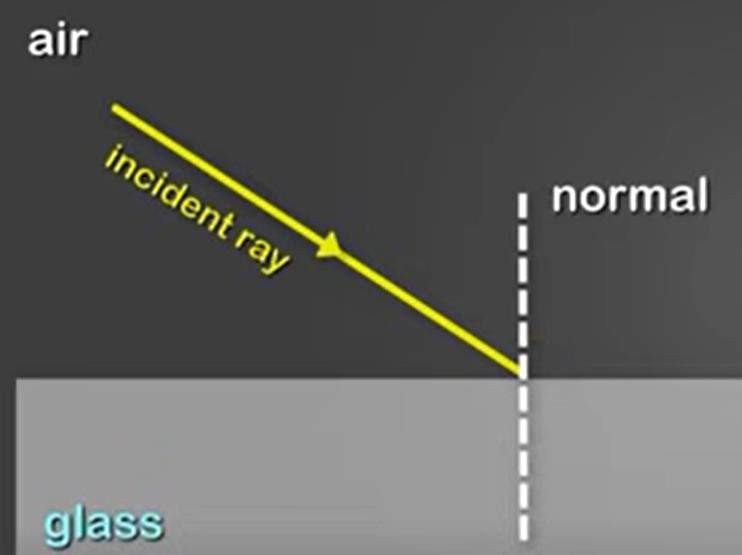 air
incident ray
normal
glass